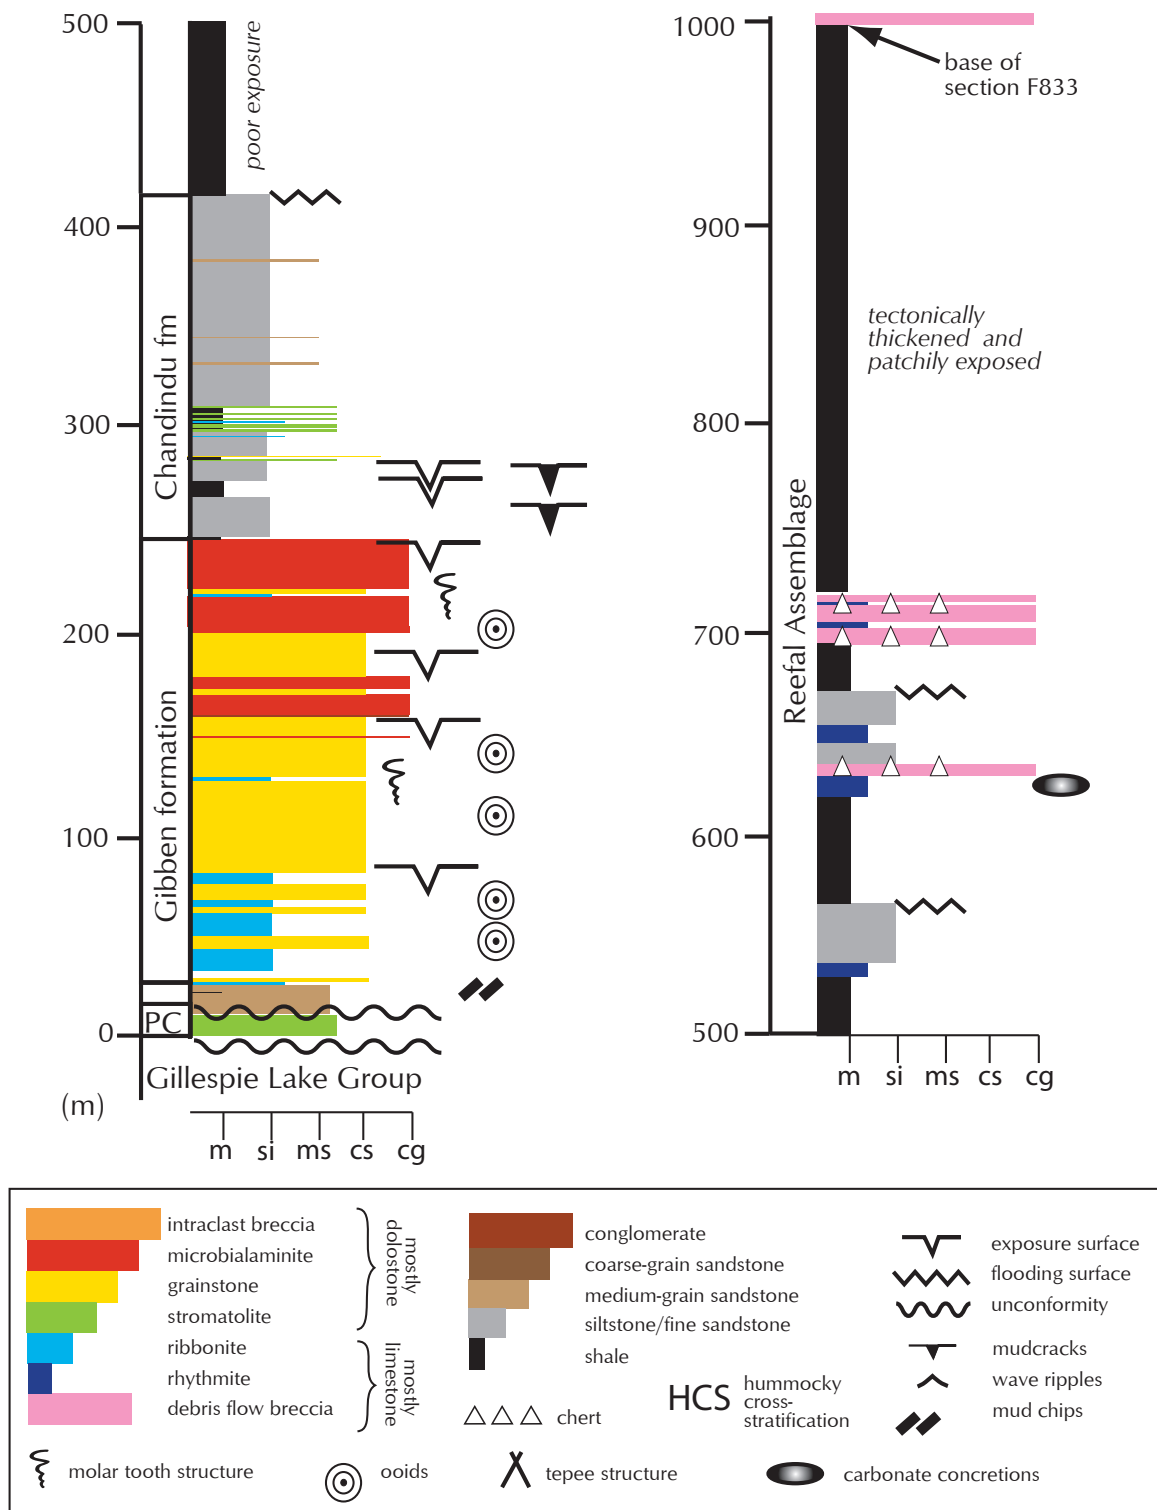 500
400
300
200
100
0
(m)
poor exposure
Chandindu fm
Gibben formation
PC
Gillespie Lake Group
m si ms cs cg
1000
900
800
700
600
500
base of
section F833
tectonically
thickened and
patchily exposed
Reefal Assemblage
m si ms cs cg
intraclast breccia
microbialaminite
grainstone
stromatolite
ribbonite
rhythmite
debris flow breccia
mostly
dolostone
mostly
limestone
conglomerate
coarse-grain sandstone
medium-grain sandstone
siltstone/fine sandstone
shale
chert
HCS
hummocky
cross-
stratification
exposure surface
flooding surface
unconformity
mudcracks
wave ripples
mud chips
molar tooth structure
ooids
tepee structure
carbonate concretions